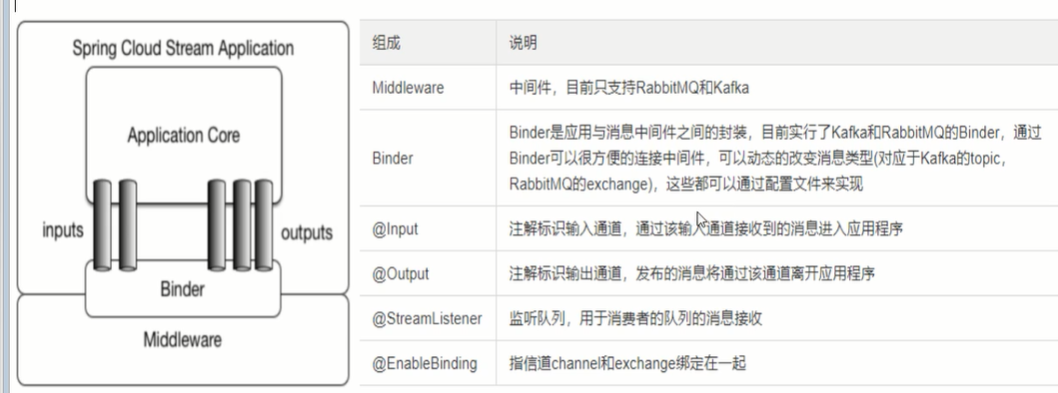 Spring Cloud Stream Application
Application Core
inputs
outputs
Binder
Middleware
组成 说明
Middleware 中间件，目前只支持RabbitMQ和Kafka
Binder Binder是应用与消息中间件之间的封装，目前实行了Kafka和RabbitMQ的Binder，通过
Binder可以很方便的连接中间件，可以动态的改变消息类型(对应于Kafka的topic，
RabbitMQ的exchange)，这些都可以通过配置文件来实现
@Input 注解标识输入通道，通过该输入通道接收到的消息进入应用程序
@Output 注解标识输出通道，发布的消息将通过该通道离开应用程序
@StreamListener 监听队列，用于消费者的队列的消息接收
@EnableBinding 指信道channel和exchange绑定在一起